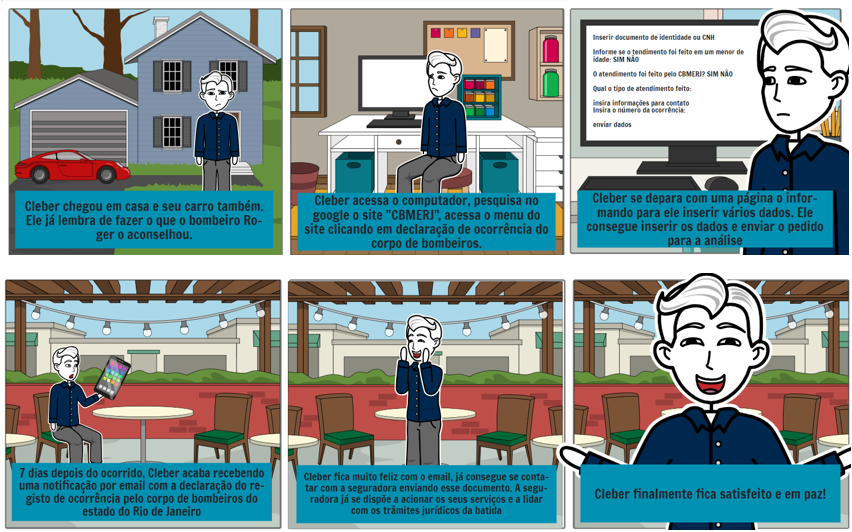 Cleber chegou em casa e seu carro também.
Ele já lembra de fazer o que o bombeiro Ro-
ger o aconselhou.
Cleber acessa o computador, pesquisa no
google o site "CBMERJ", acessa o menu do
site clicando em declaração de ocorrência do
corpo de bombeiros.
Inserir documento de identidade ou CNH
Informe se o tendimento foi feito em um menor de
idade: SIM NÃO
O atendimento foi feito pelo CBMERJ? SIM NÃO
Qual o tipo de atendimento feito:
insira informações para contato
Insira o número da ocorrência:
enviar dados
Cleber se depara com uma página o infor-
mando para ele inserir vários dados. Ele
consegue inserir os dados e enviar o pedido
para a análise
7 dias depois do ocorrido, Cleber acaba recebendo
uma notificação por email com a declaração do re-
gisto de ocorrência pelo corpo de bombeiros do
estado do Rio de Janeiro
Cleber fica muito feliz com o email, já consegue se conta-
tar com a seguradora enviando esse documento. A segu-
radora já se dispõe a acionar os seus serviços e a lidar
com os trâmites jurídicos da batida
Cleber finalmente fica satisfeito e em paz!